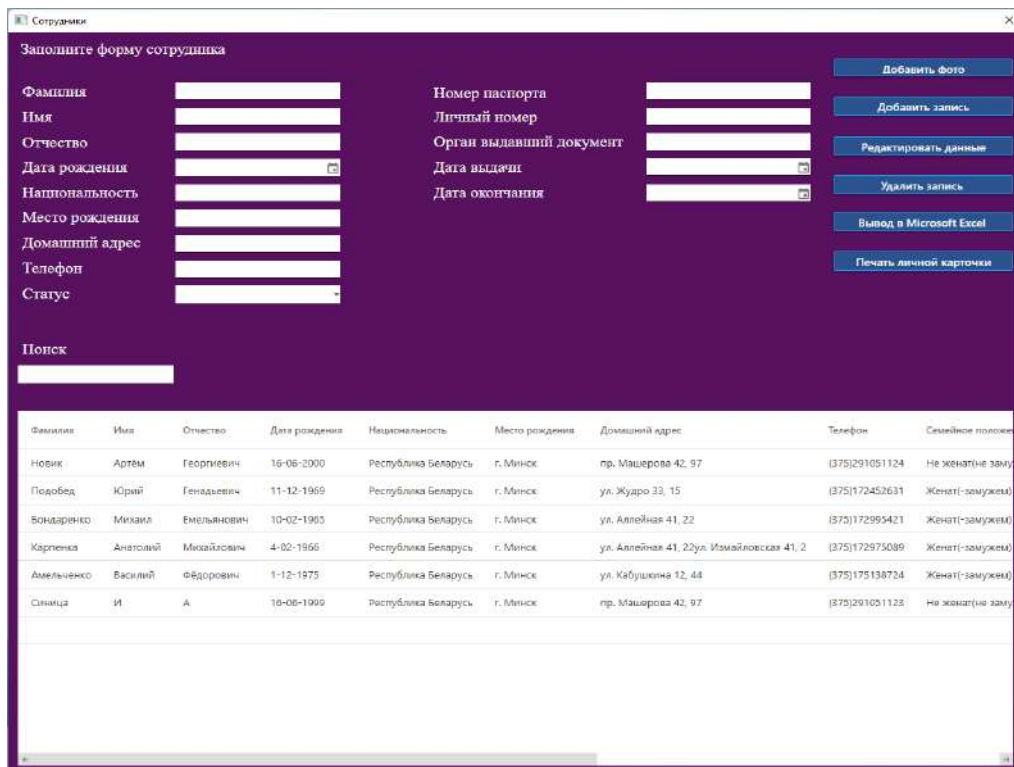 Сотрудники
Заполните форму сотрудника
Фамилия
Имя
Отчество
Дата рождения
Национальность
Место рождения
Домашний адрес
Телефон
Статус
Номер паспорта
Личный номер
Орган выдавший документ
Дата выдачи
Дата окончания
Добавить фото
Добавить запись
Редактировать данные
Удалить запись
Вывод в Microsoft Excel
Печать личной карточки
Поиск
Фамилия Имя Отчество Дата рождения Национальность Место рождения Домашний адрес Телефон Семейное положе
Новик Артём Георгиевич 16-06-2000 Республика Беларусь г. Минск пр. Машерова 42, 97 (375)291051124 Не женат(не заму
Подобед Юрий Генадьевич 11-12-1969 Республика Беларусь г. Минск ул. Жудро 33, 15 (375)172452631 Женат(-замужем)
Бондаренко Михаил Емельянович 10-02-1965 Республика Беларусь г. Минск ул. Аллейная 41, 22 (375)172995421 Женат(-замужем)
Карпенка Анатолий Михайлович 4-02-1966 Республика Беларусь г. Минск ул. Аллейная 41, 22ул. Измайловская 41, 2 (375)172975089 Женат(-замужем)
Амельченко Василий Фёдорович 1-12-1975 Республика Беларусь г. Минск ул. Кабушкина 12, 44 (375)175138724 Женат(-замужем)
Синица И А 16-06-1999 Республика Беларусь г. Минск пр. Машерова 42, 97 (375)291051123 Не женат(не заму